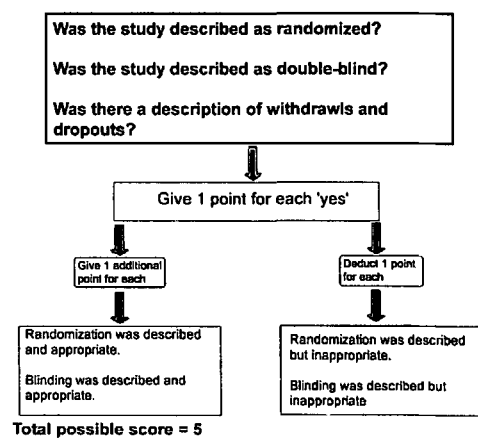 Was the study described as randomized?
Was the study described as double-blind?
Was there a description of withdrawls and
dropouts?
Give 1 point for each 'yes'
Give 1 additional
point for each
Deduct 1 point
for each
Randomization was described
and appropriate.
Blinding was described and
appropriate.
Randomization was described
but inappropriate.
Blinding was described but
inappropriate
Total possible score = 5